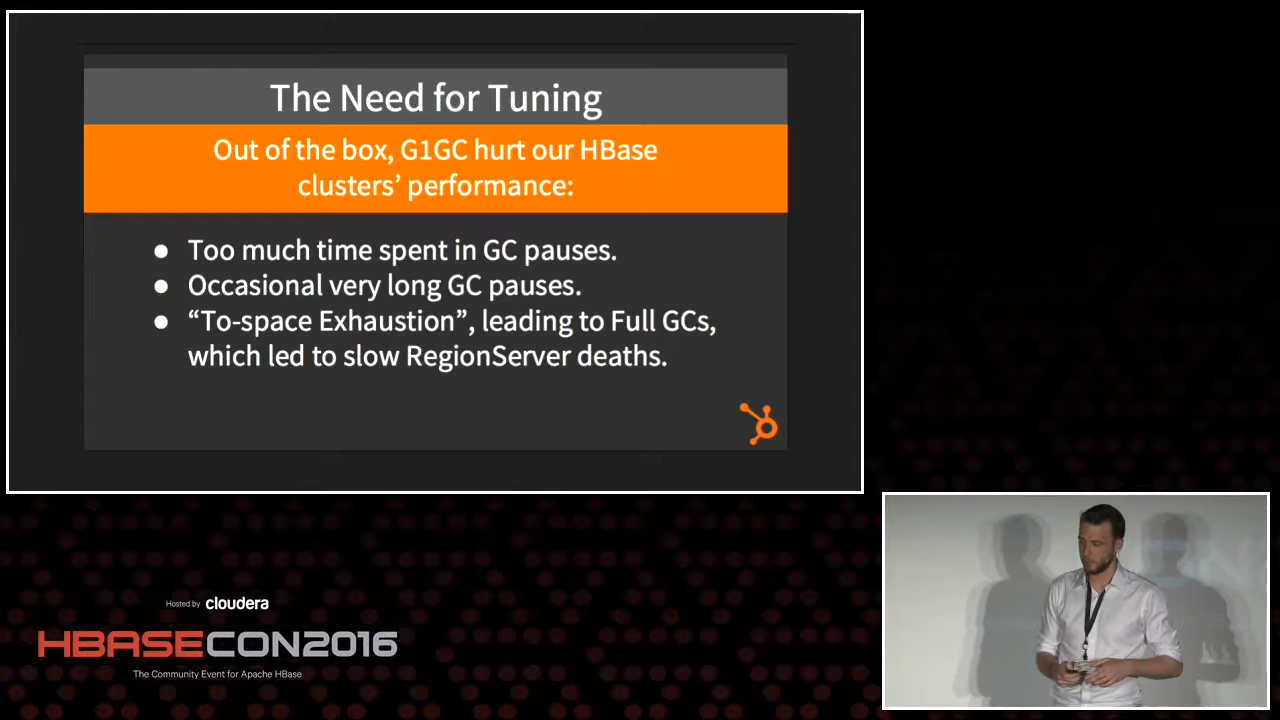 The Need for Tuning
Out of the box, G1GC hurt our HBase
clusters’ performance:
● Too much time spent in GC pauses.
● Occasional very long GC pauses.
● “To-space Exhaustion”, leading to Full GCs,
which led to slow RegionServer deaths.
Hosted by cloudera
HBASECON2016
The Community Event for Apache HBase